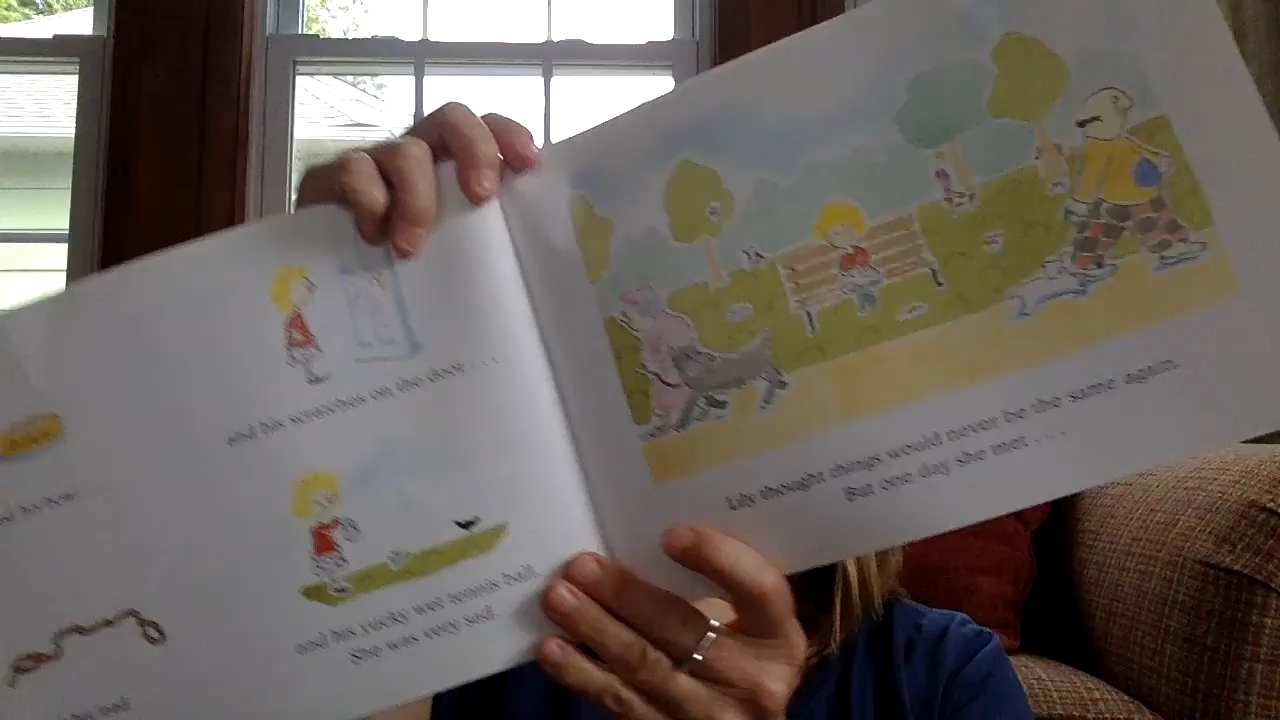 and his scratches on the door . . .
and his yucky wet tennis ball.
She was very sad.
Lily thought things would never be the same again.
But one day she met . . . .